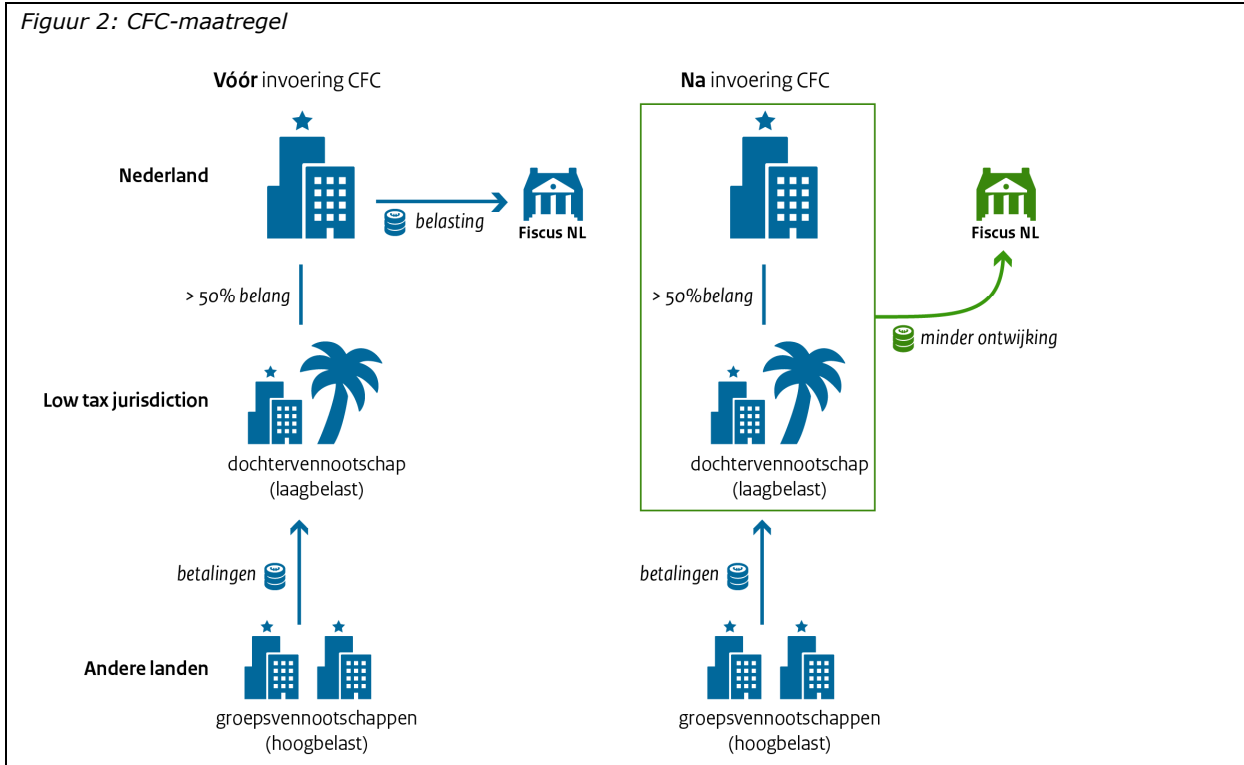 Figuur 2: CFC-maatregel
Vóór invoering CFC
Na invoering CFC
Nederland
belasting
Fiscus NL
Fiscus NL
> 50% belang
> 50%belang
minder ontwijking
Low tax jurisdiction
dochtervennootschap
(laagbelast)
dochtervennootschap
(laagbelast)
betalingen
betalingen
Andere landen
groepsvennootschappen
(hoogbelast)
groepsvennootschappen
(hoogbelast)